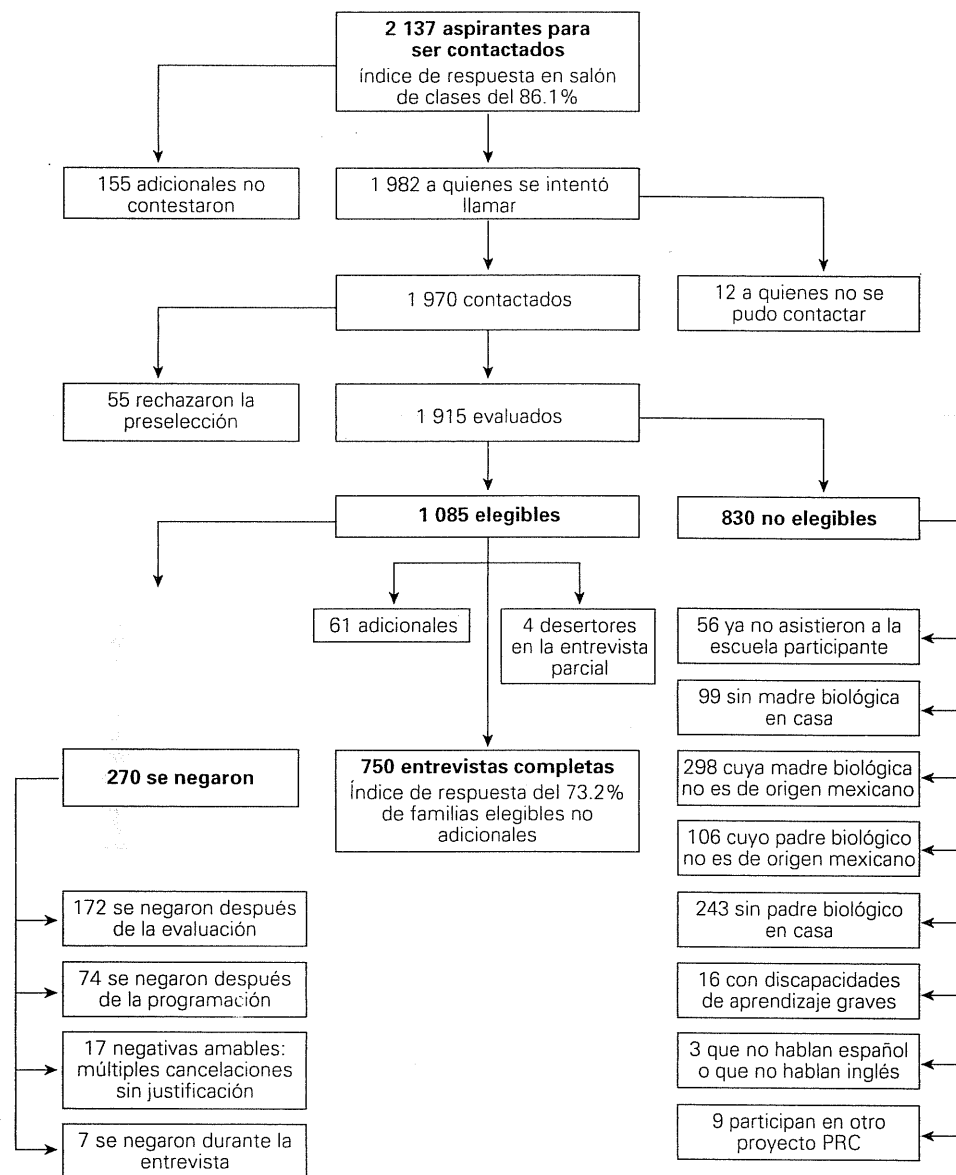 2 137 aspirantes para
ser contactados
índice de respuesta en salón
de clases del 86.1%
155 adicionales no
contestaron
1 982 a quienes se intentó
llamar
1 970 contactados
12 a quienes no se
pudo contactar
55 rechazaron la
preselección
1 915 evaluados
1 085 elegibles
830 no elegibles
61 adicionales
4 desertores
en la entrevista
parcial
56 ya no asistieron a la
escuela participante
99 sin madre biológica
en casa
270 se negaron
750 entrevistas completas
Índice de respuesta del 73.2%
de familias elegibles no
adicionales
298 cuya madre biológica
no es de origen mexicano
106 cuyo padre biológico
no es de origen mexicano
172 se negaron después
de la evaluación
243 sin padre biológico
en casa
74 se negaron después
de la programación
16 con discapacidades
de aprendizaje graves
17 negativas amables:
múltiples cancelaciones
sin justificación
3 que no hablan español
o que no hablan inglés
7 se negaron durante la
entrevista
9 participan en otro
proyecto PRC